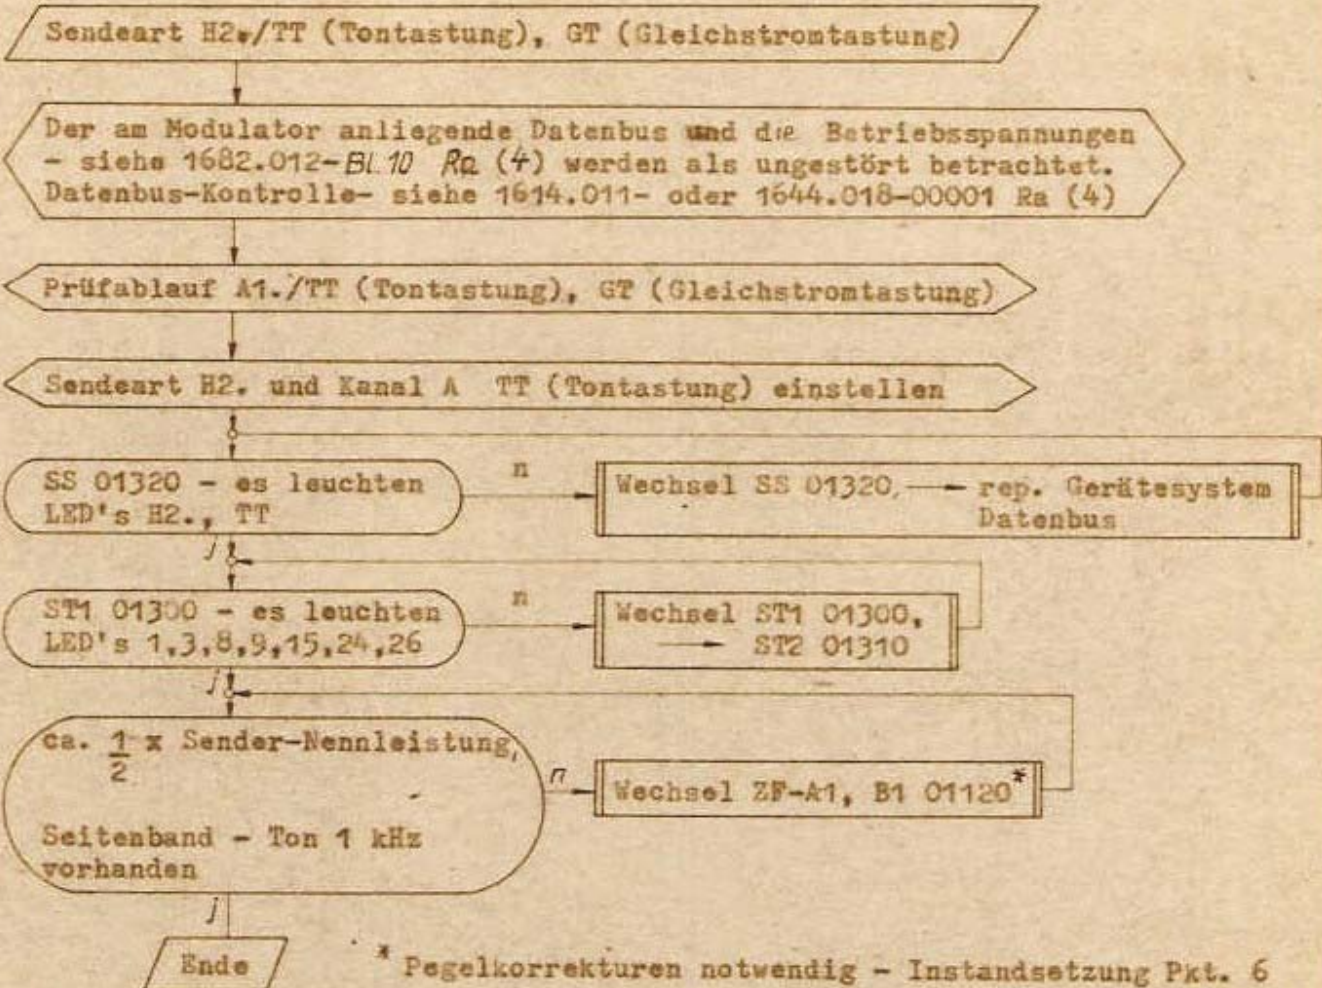 Sendeart H2./TT (Tontastung), GT (Gleichstromtastung)
Der am Modulator anliegende Datenbus und die Betriebsspannungen
- siehe 1682.012-Bl.10 Ra (4) werden als ungestört betrachtet.
Datenbus-Kontrolle- siehe 1614.011- oder 1644.018-00001 Ra (4)
Prüfablauf A1./TT (Tontastung), GT (Gleichstromtastung)
Sendeart H2. und Kanal A TT (Tontastung) einstellen
SS 01320 - es leuchten
LED's H2., TT
n
Wechsel SS 01320, → rep. Gerätesystem
Datenbus
j
ST1 01300 - es leuchten
LED's 1,3,8,9,15,24,26
n
Wechsel ST1 01300,
→ ST2 01310
j
ca. 1/2 x Sender-Nennleistung,
Seitenband - Ton 1 kHz
vorhanden
n
Wechsel ZF-A1, B1 01120*
j
Ende
* Pegelkorrekturen notwendig - Instandsetzung Pkt. 6